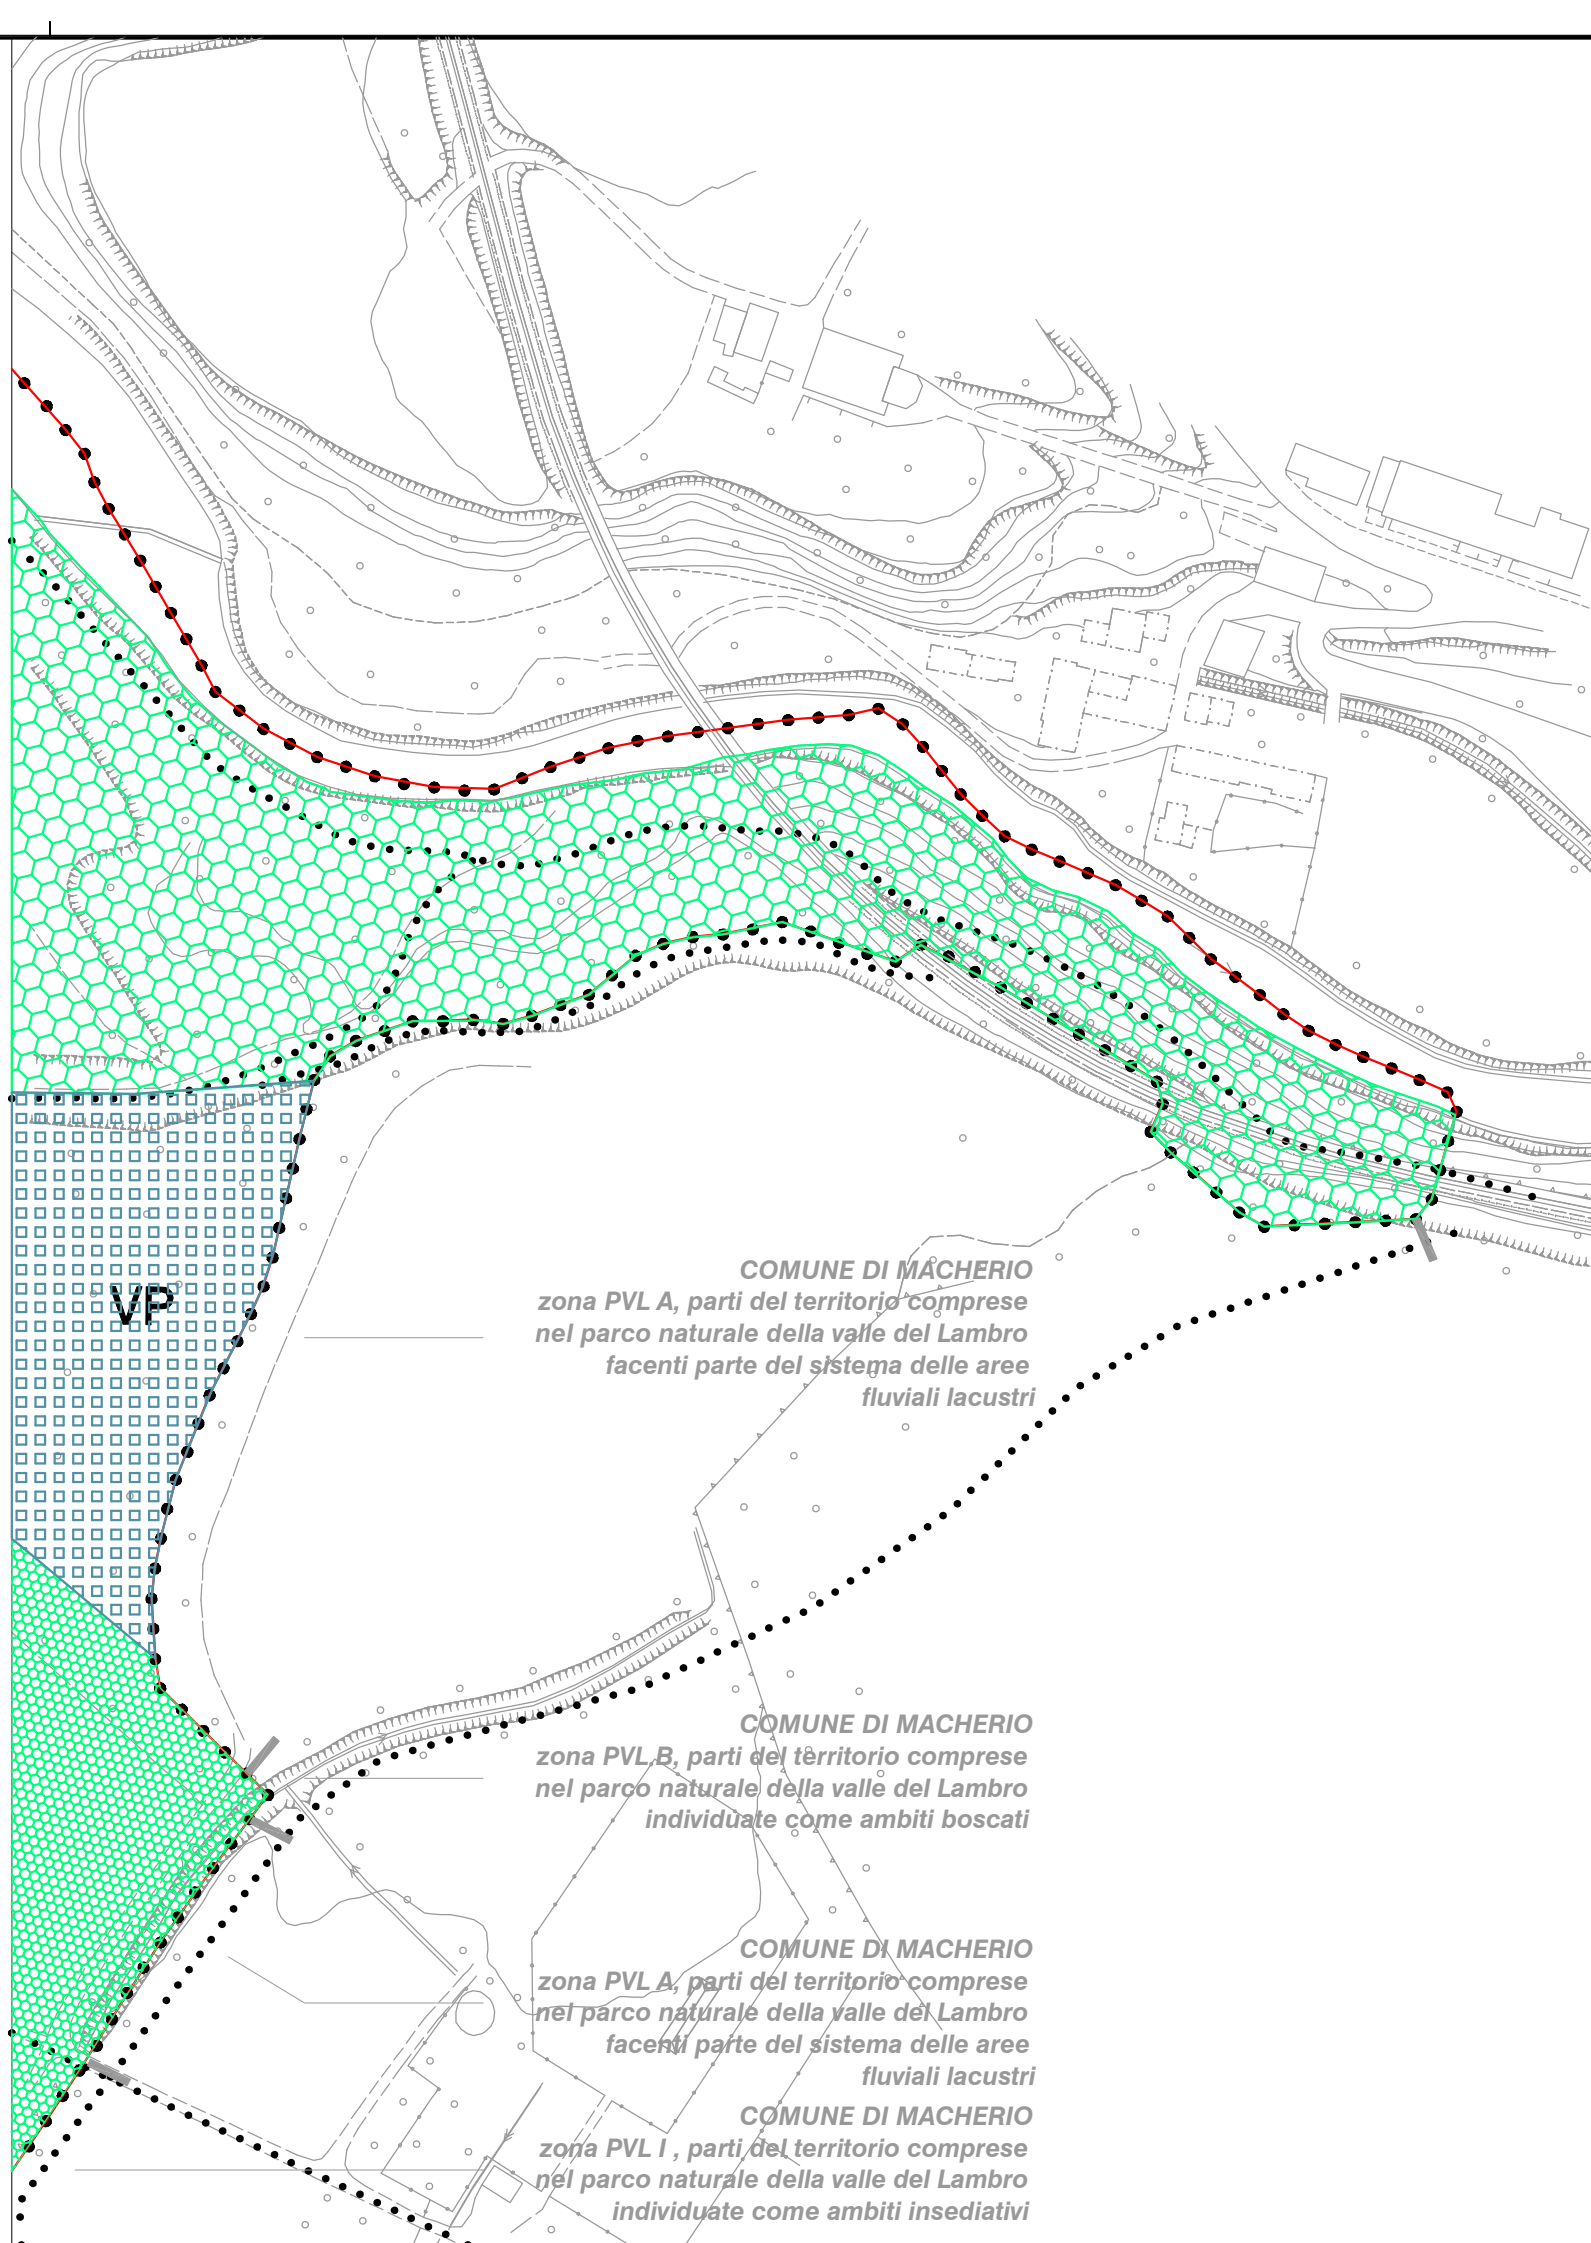 COMUNE DI MACHERIO
zona PVL A, parti del territorio comprese
nel parco naturale della valle del Lambro
facenti parte del sistema delle aree
fluviali lacustri
VP
COMUNE DI MACHERIO
zona PVL B, parti del territorio comprese
nel parco naturale della valle del Lambro
individuate come ambiti boscati
COMUNE DI MACHERIO
zona PVL A, parti del territorio comprese
nel parco naturale della valle del Lambro
facenti parte del sistema delle aree
fluviali lacustri
COMUNE DI MACHERIO
zona PVL I , parti del territorio comprese
nel parco naturale della valle del Lambro
individuate come ambiti insediativi